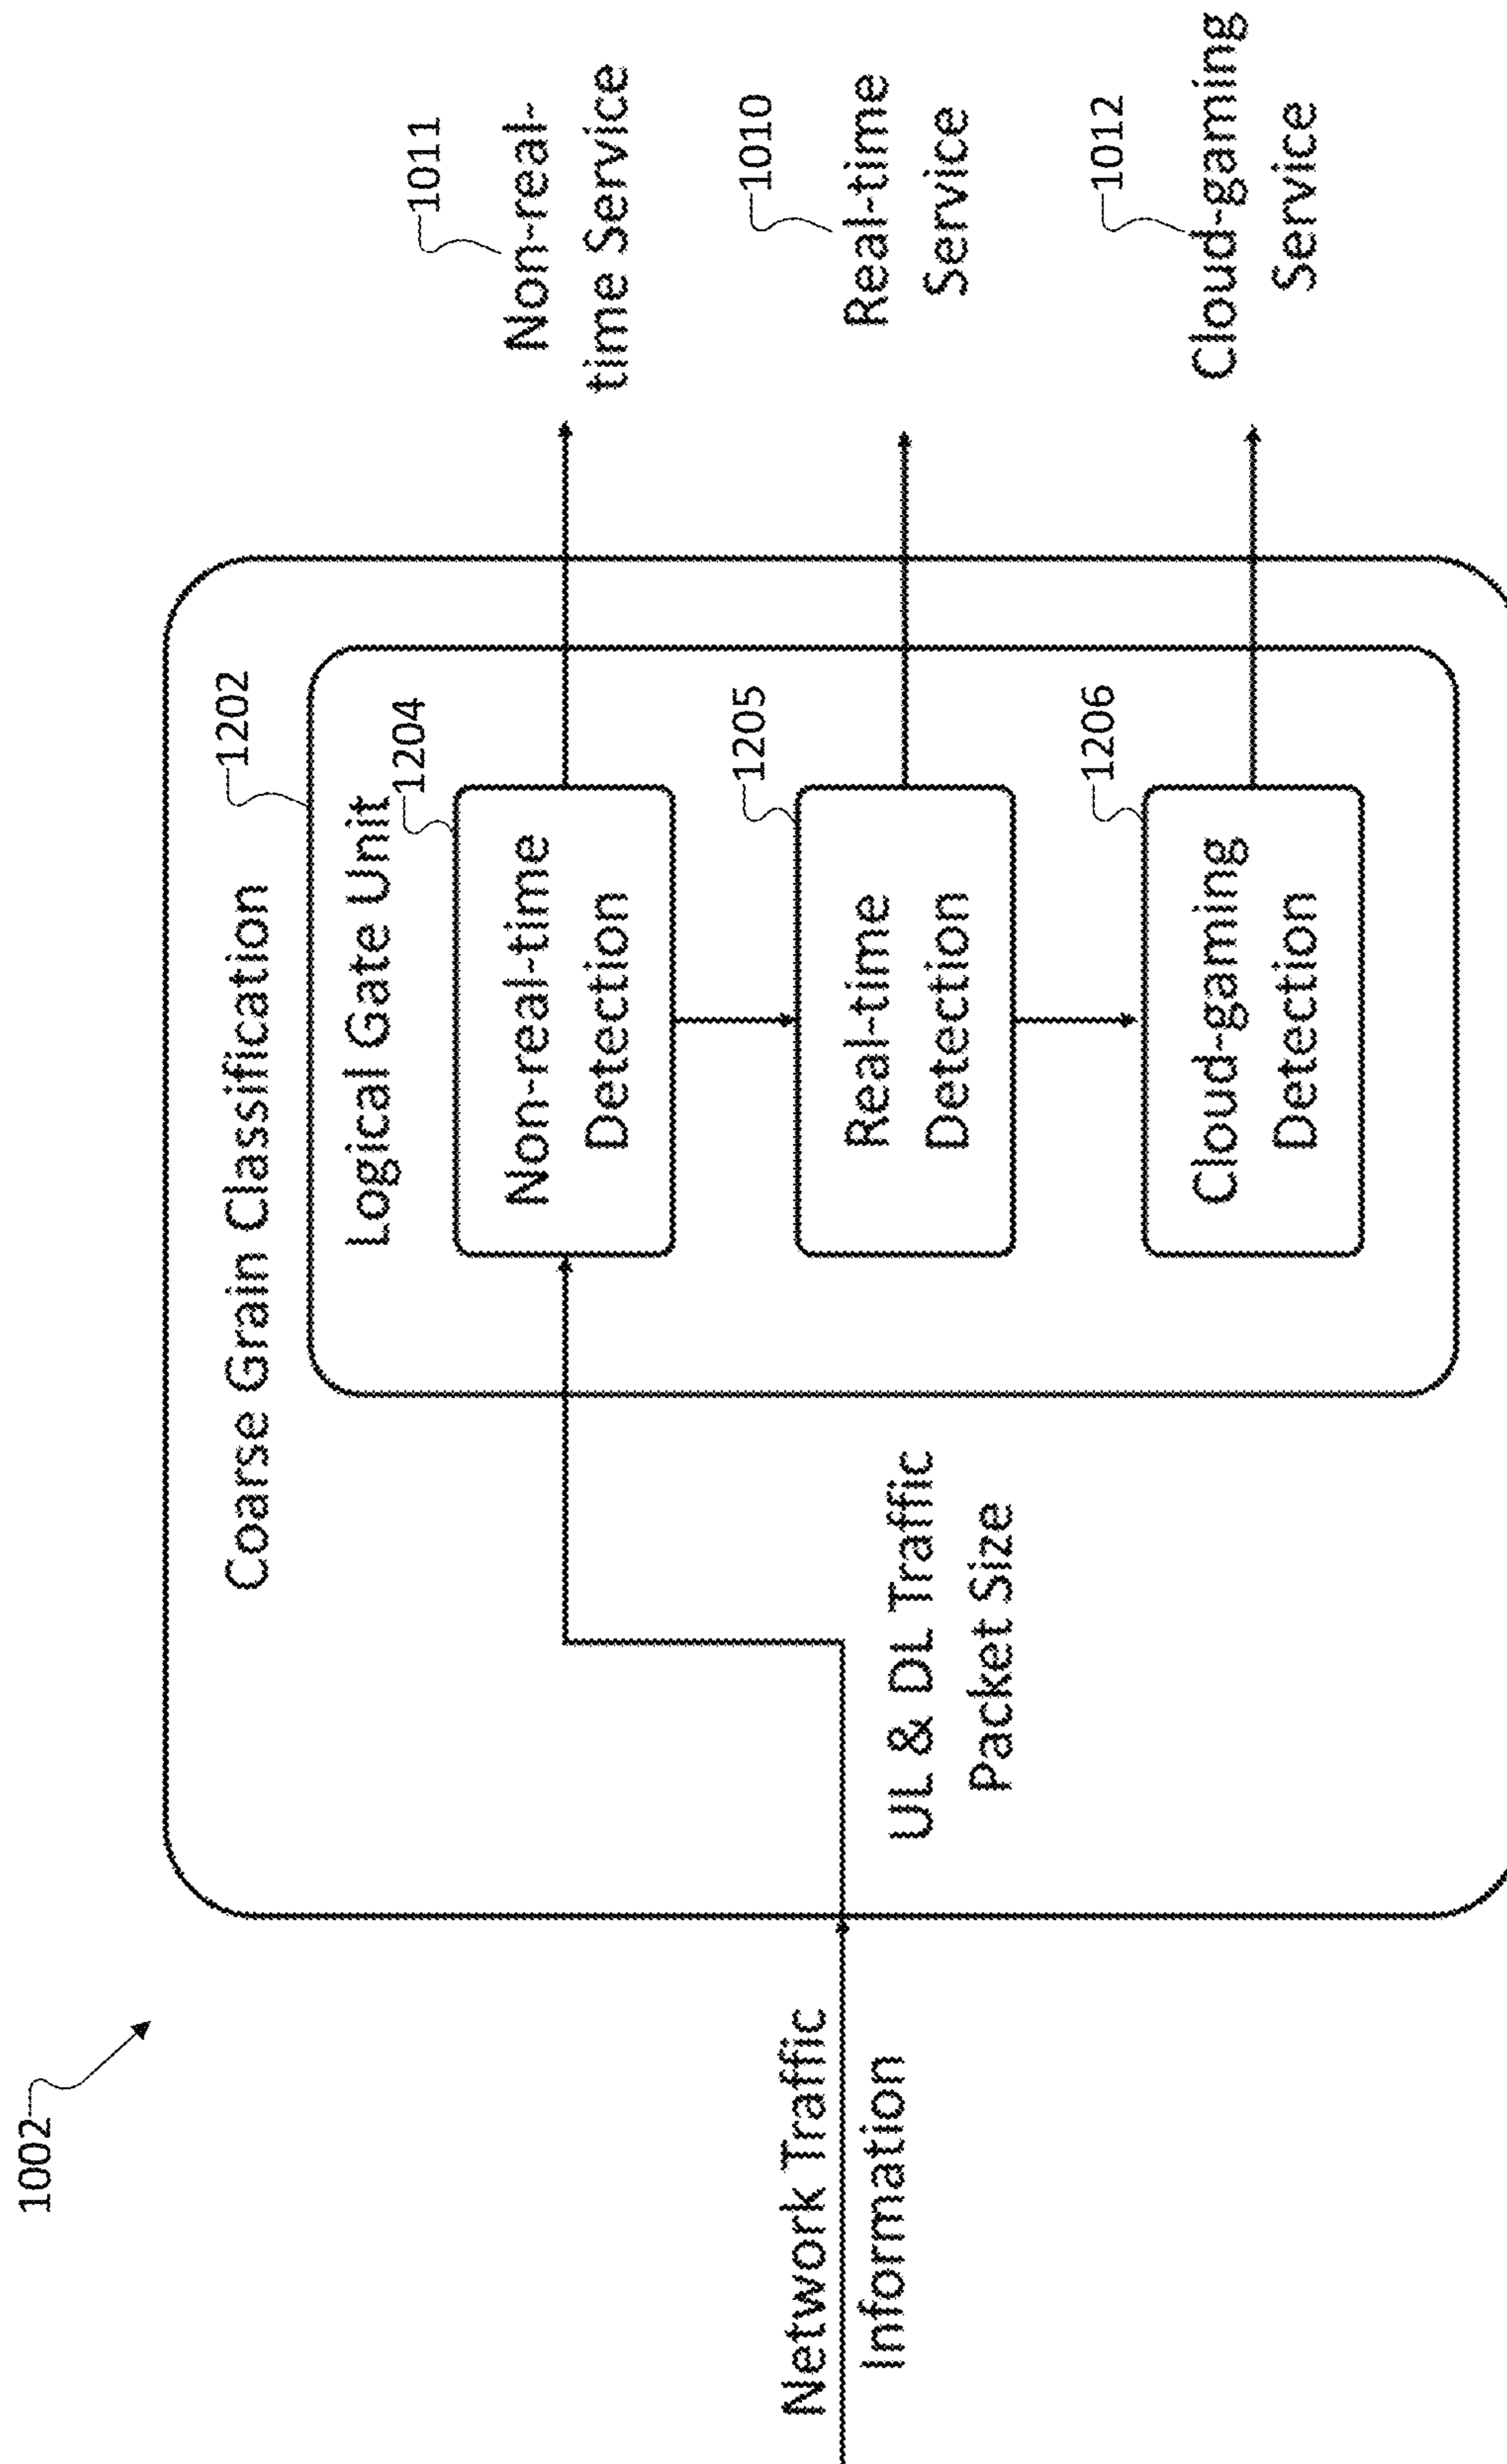 1002
Coarse Grain Classification
1202
Logical Gate Unit
1204
Non-real-time
Detection
1011
Non-real-
time Service
Network Traffic
Information
UL & DL Traffic
Packet Size
1205
Real-time
Detection
1010
Real-time
Service
1206
Cloud-gaming
Detection
1012
Cloud-gaming
Service